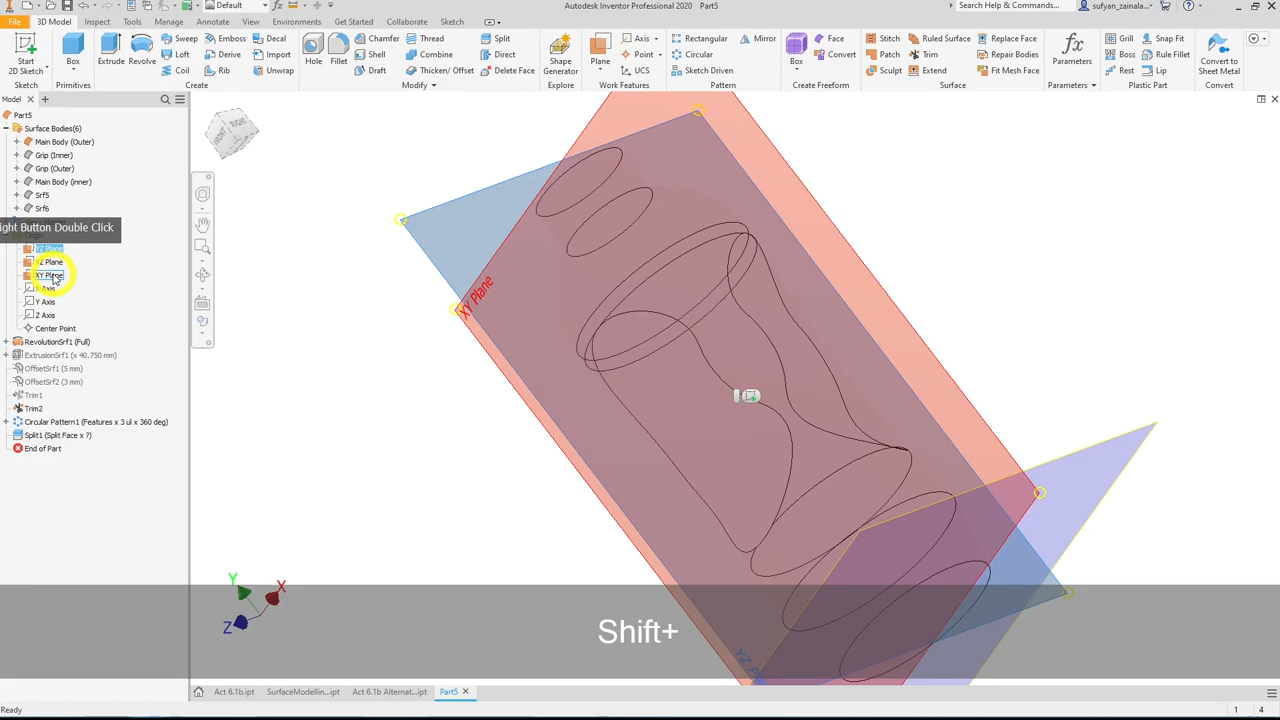 Default
Autodesk Inventor Professional 2020 Part5
Search Help & Commands...
sufyan_zainala...
File 3D Model Sketch Annotate Inspect Tools Manage View Environments Get Started Collaborate
Start
2D Sketch
Box
Primitives
Extrude
Revolve
Sweep
Loft
Coil
Emboss
Derive
Rib
Decal
Import
Unwrap
Create
Hole
Fillet
Chamfer
Shell
Draft
Thread
Combine
Thicken/ Offset
Split
Direct
Delete Face
Modify
Shape
Generator
Explore
Plane
Axis
Point
UCS
Work Features
Rectangular
Circular
Sketch Driven
Mirror
Pattern
Box
Face
Convert
Create Freeform
Stitch
Patch
Sculpt
Ruled Surface
Trim
Extend
Replace Face
Repair Bodies
Fit Mesh Face
Surface
Parameters
Parameters
Grill
Boss
Rest
Snap Fit
Rule Fillet
Lip
Plastic Part
Convert to
Sheet Metal
Convert
Model
Part5
Surface Bodies(6)
Main Body (Outer)
Grip (Inner)
Grip (Outer)
Main Body (inner)
Srf5
Srf6
ight Button Double Click
YZ Plane
XZ Plane
XY Plane
X Axis
Y Axis
Z Axis
Center Point
RevolutionSrf1 (Full)
ExtrusionSrf1 (x 40.750 mm)
OffsetSrf1 (5 mm)
OffsetSrf2 (3 mm)
Trim1
Trim2
Circular Pattern1 (Features x 3 ul x 360 deg)
Split1 (Split Face x ?)
End of Part
FRONT RIGHT
XY Plane
YZ P
Y
X
Z
Shift+
Act 6.1b.ipt SurfaceModellin...ipt Act 6.1b Alternat...ipt Part5
Ready
1 4